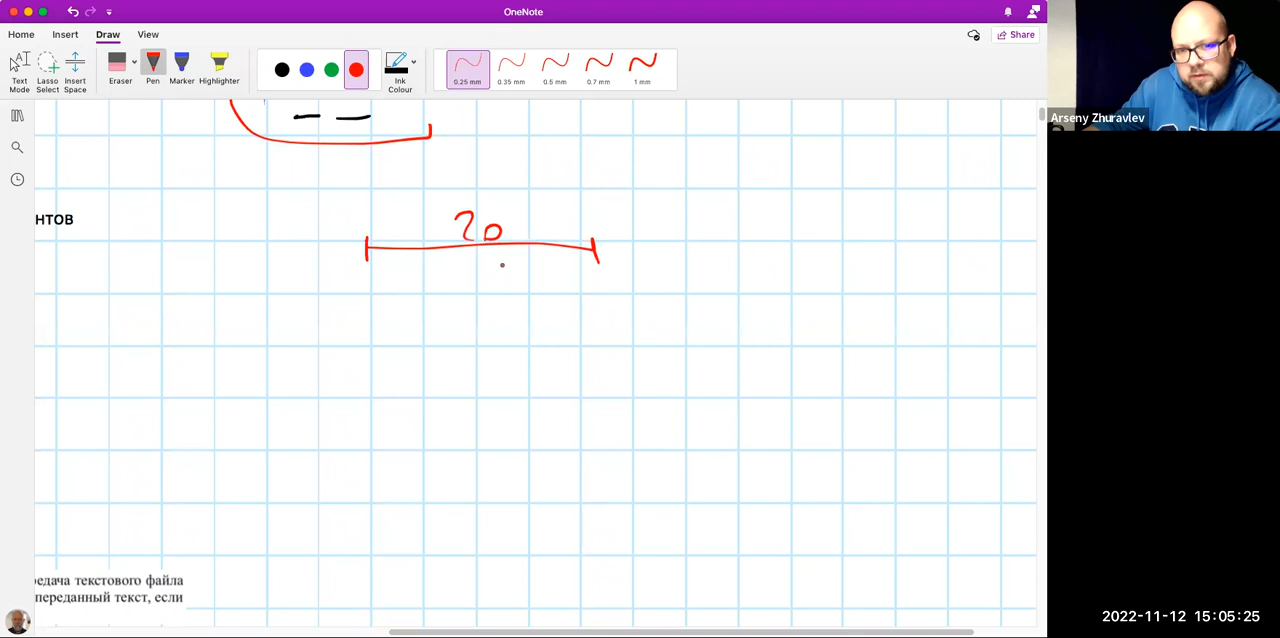 OneNote
Home Insert Draw View
Share
Text Mode
Lasso Select
Insert Space
Eraser
Pen
Marker
Highlighter
Ink Colour
0.25 mm
0.35 mm
0.5 mm
0.7 mm
1 mm
Arseny Zhuravlev
нтов
20
едача текстового файла
переданный текст, если
2022-11-12 15:05:25